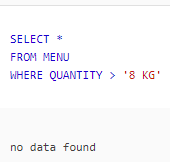 SELECT *
FROM MENU
WHERE QUANTITY > '8 KG'
no data found